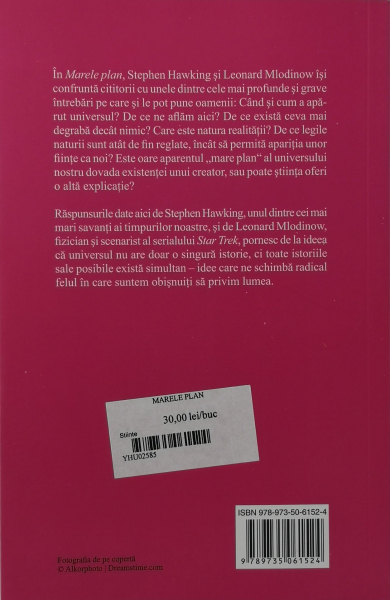 În Marele plan, Stephen Hawking și Leonard Mlodinow își
confruntă cititorii cu unele dintre cele mai profunde și grave
întrebări pe care și le pot pune oamenii: Când și cum a apă-
rut universul? De ce ne aflăm aici? De ce există ceva mai
degrabă decât nimic? Care este natura realității? De ce legile
naturii sunt atât de fin reglate, încât să permită apariția unor
ființe ca noi? Este oare aparentul „mare plan“ al universului
nostru dovada existenței unui creator, sau poate știința oferi
o altă explicație?
Răspunsurile date aici de Stephen Hawking, unul dintre cei mai
mari savanți ai timpurilor noastre, și de Leonard Mlodinow,
fizician și scenarist al serialului Star Trek, pornesc de la ideea
că universul nu are doar o singură istorie, ci toate istoriile
sale posibile există simultan – idee care ne schimbă radical
felul în care suntem obișnuiți să privim lumea.
MARELE PLAN
30,00 lei/buc
Stiinte
YHU02585
ISBN 978-973-50-6152-4
9 789735 061524
Fotografia de pe copertă
© Alkorphoto | Dreamstime.com